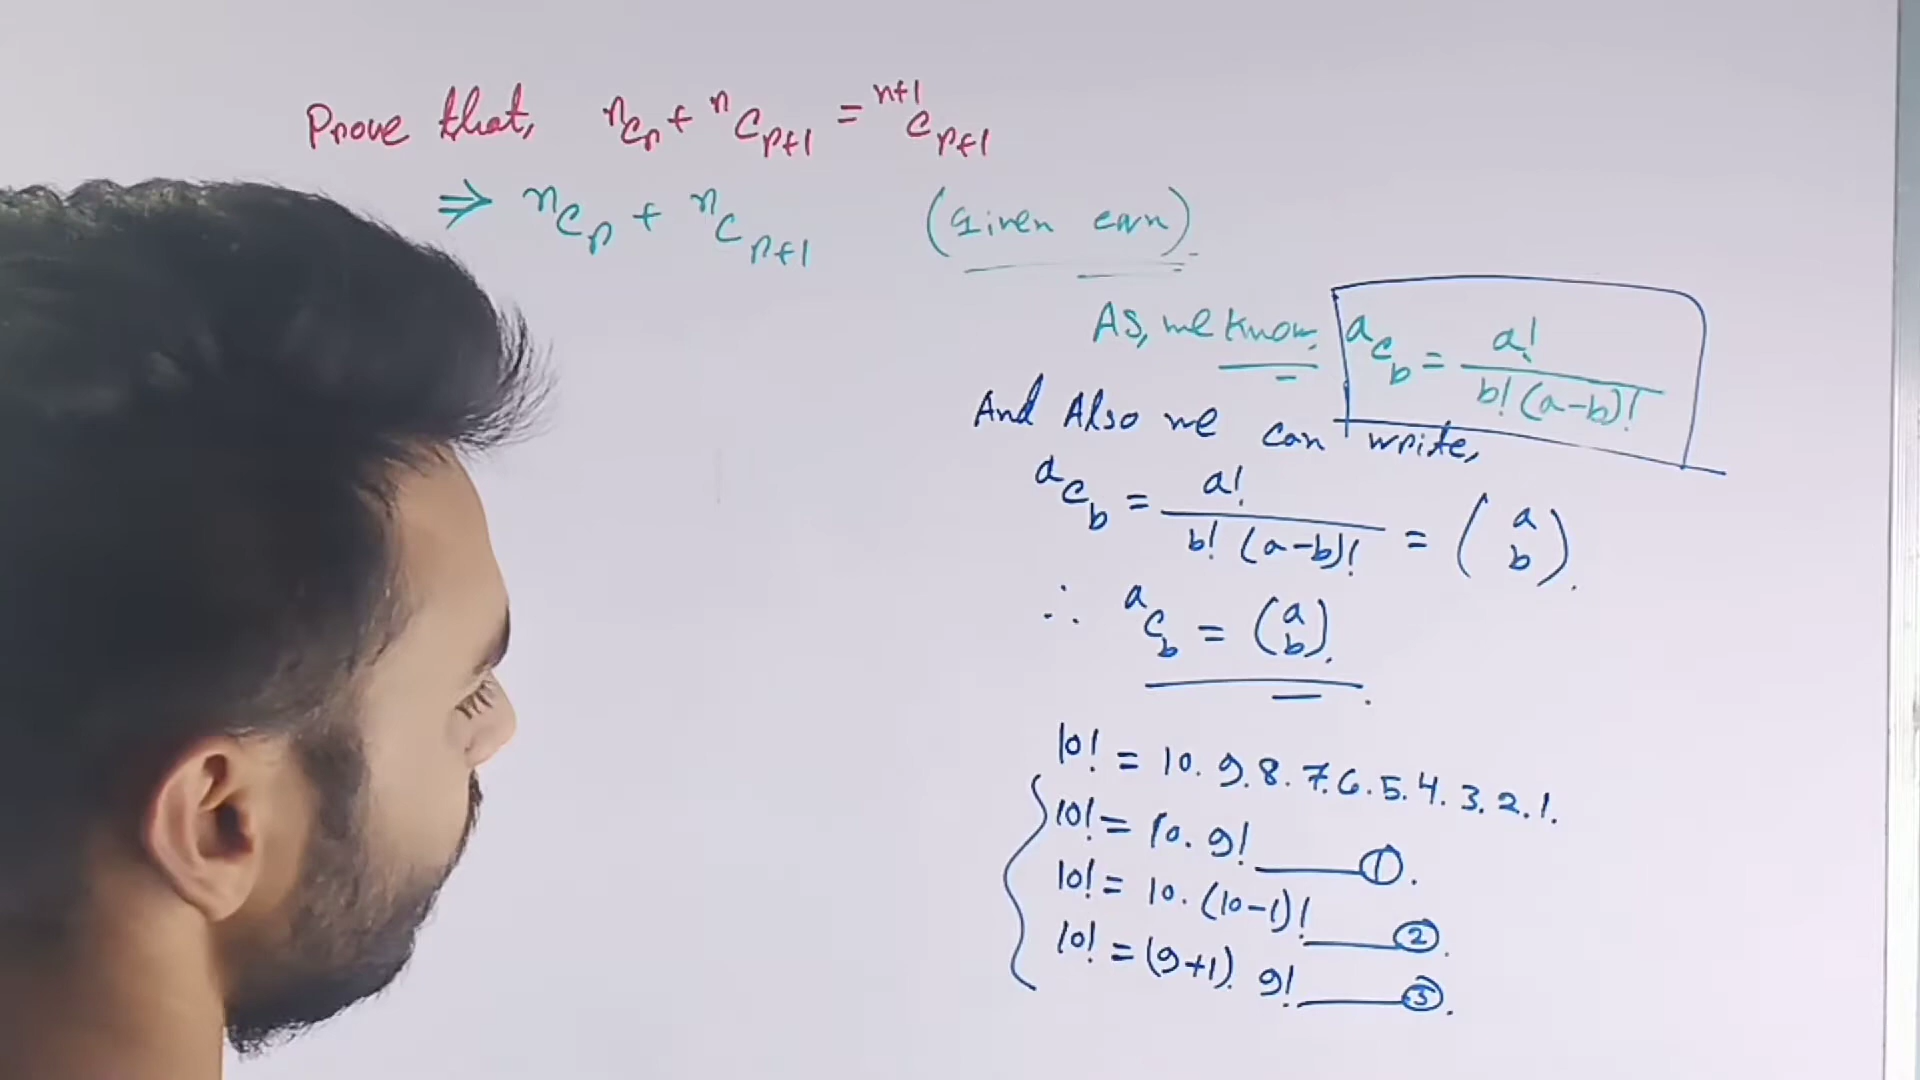 Prove that, ⁿCᵣ + ⁿCᵣ₊₁ = ⁿ⁺¹Cᵣ₊₁
⇒ ⁿCᵣ + ⁿCᵣ₊₁ (Given eqn).
As, we know, ᵃC_b = a! / b! (a-b)!
And Also we can write,
ᵃC_b = a! / b! (a-b)! = (a b).
∴ ᵃC_b = (a b).
10! = 10. 9. 8. 7. 6. 5. 4. 3. 2. 1.
10! = 10. 9! ①.
10! = 10. (10-1)! ②.
10! = (9+1). 9! ③.